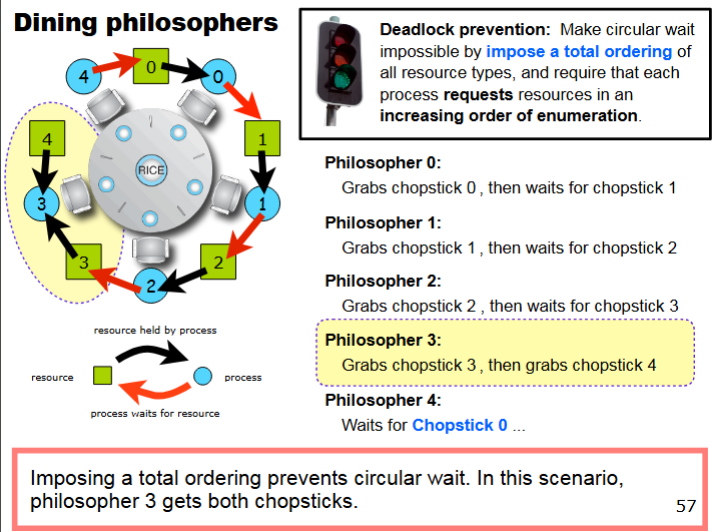 Dining philosophers
Deadlock prevention: Make circular wait
impossible by impose a total ordering of
all resource types, and require that each
process requests resources in an
increasing order of enumeration.
4
0
0
4
1
RICE
3
1
3
2
2
resource held by process
resource
process
process waits for resource
Philosopher 0:
Grabs chopstick 0 , then waits for chopstick 1
Philosopher 1:
Grabs chopstick 1 , then waits for chopstick 2
Philosopher 2:
Grabs chopstick 2 , then waits for chopstick 3
Philosopher 3:
Grabs chopstick 3 , then grabs chopstick 4
Philosopher 4:
Waits for Chopstick 0 ...
Imposing a total ordering prevents circular wait. In this scenario,
philosopher 3 gets both chopsticks.
57